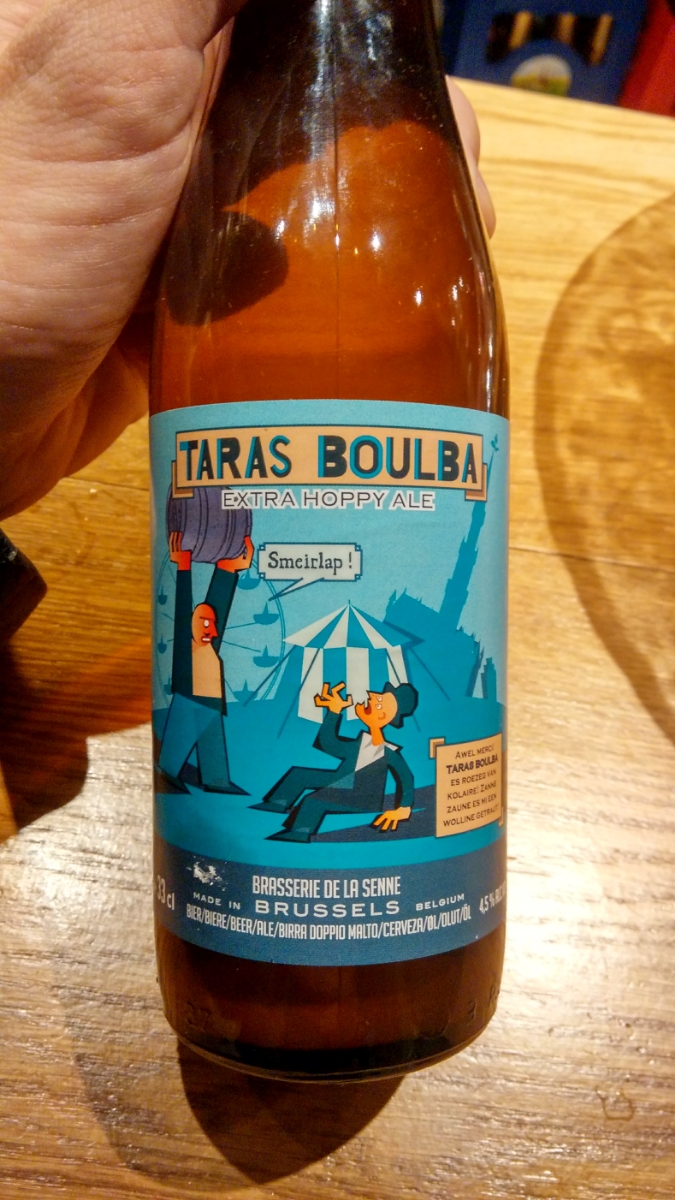 TARAS BOULBA
EXTRA HOPPY ALE
Smeirlap !
AWEL MERCI
TARAS BOULBA
ES ROEZED VAN
KOLAIRE! ZANNE
ZAUNE ES MI EEN
WOLLINE GETRAUT
33 cl
BRASSERIE DE LA SENNE
MADE IN BRUSSELS BELGIUM
BIER/BIERE/BEER/ALE/BIRRA DOPPIO MALTO/CERVEZA/ØL/OLUT/ÖL
4,5 %